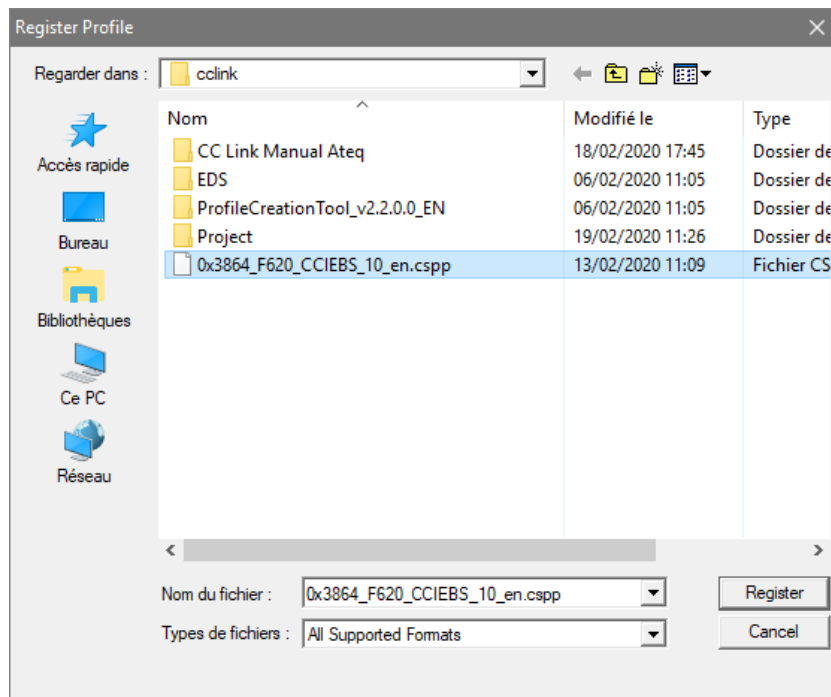 Register Profile
Regarder dans :
cclink
Accès rapide
Bureau
Bibliothèques
Ce PC
Réseau
Nom Modifié le Type
CC Link Manual Ateq 18/02/2020 17:45 Dossier de
EDS 06/02/2020 11:05 Dossier de
ProfileCreationTool_v2.2.0.0_EN 06/02/2020 11:05 Dossier de
Project 19/02/2020 11:26 Dossier de
0x3864_F620_CCIEBS_10_en.cspp 13/02/2020 11:09 Fichier CS
Nom du fichier : 0x3864_F620_CCIEBS_10_en.cspp Register
Types de fichiers : All Supported Formats Cancel